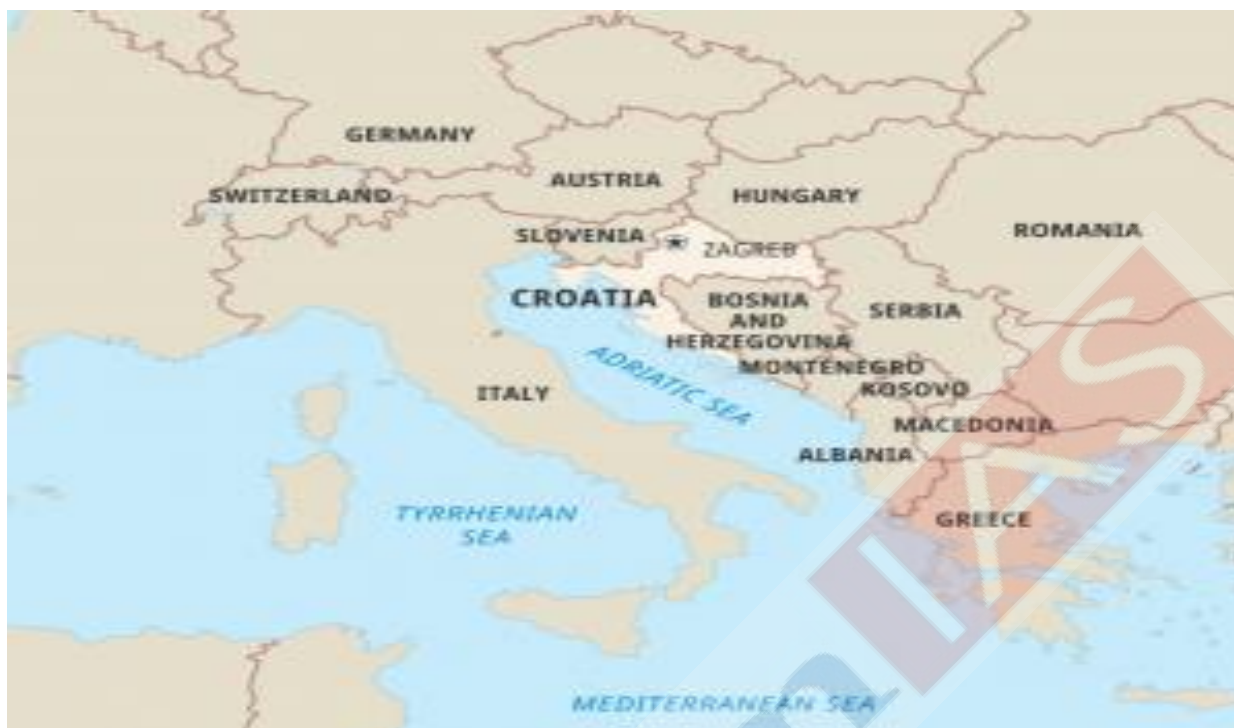 GERMANY
SWITZERLAND
AUSTRIA
HUNGARY
SLOVENIA
ZAGREB
ROMANIA
CROATIA
BOSNIA
AND
HERZEGOVINA
SERBIA
ADRIATIC SEA
MONTENEGRO
KOSOVO
ITALY
MACEDONIA
ALBANIA
TYRRHENIAN
SEA
GREECE
MEDITERRANEAN SEA
n IAS